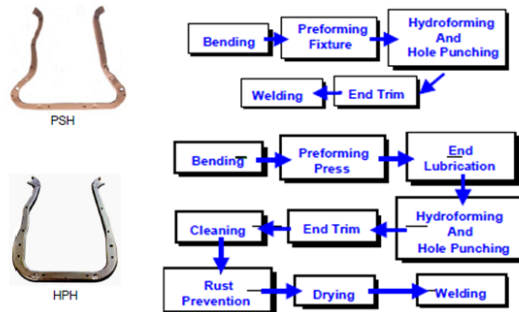 PSH
Bending
Preforming
Fixture
Hydroforming
And
Hole Punching
End Trim
Welding
HPH
Bending
Preforming
Press
End
Lubrication
Hydroforming
And
Hole Punching
End Trim
Cleaning
Rust
Prevention
Drying
Welding